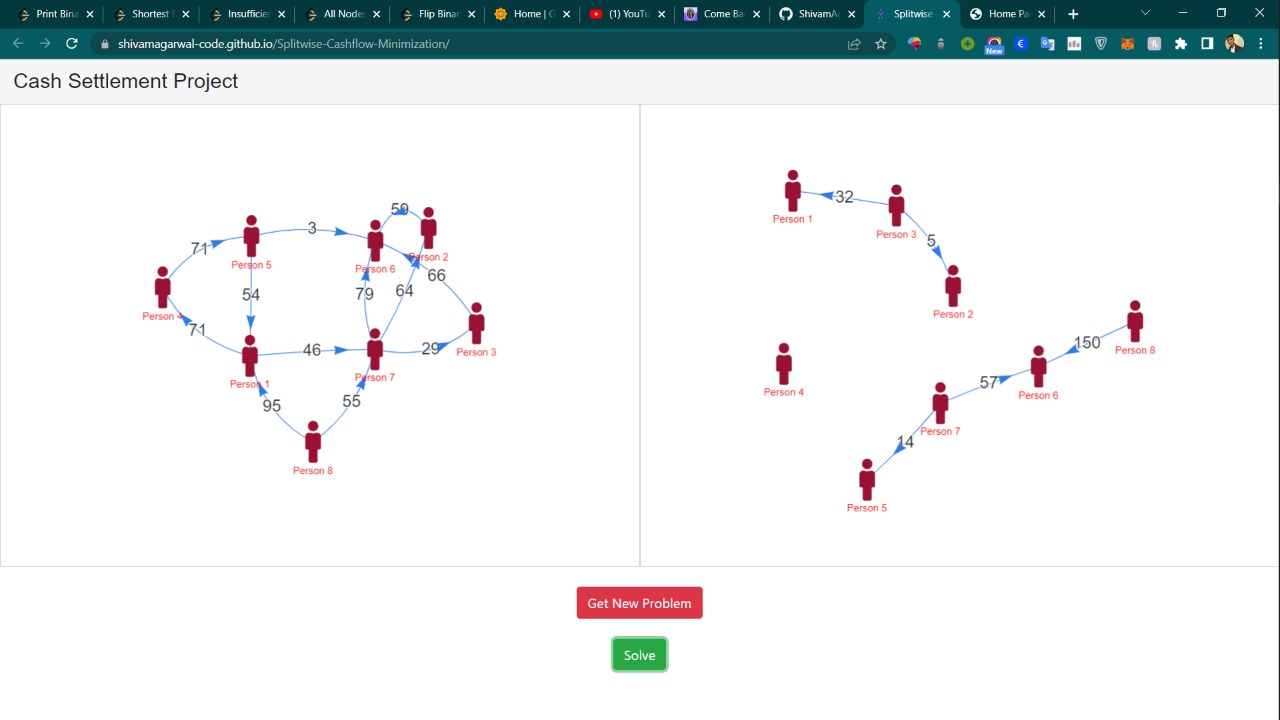 Print Bina
Shortest E
Insufficien
All Nodes
Flip Binar
Home | G
(1) YouTu
Come Ba
ShivamA
Splitwise
Home Pa
shivamagarwal-code.github.io/Splitwise-Cashflow-Minimization/
New
Cash Settlement Project
71
Person 5
3
59
Person 6
Person 2
66
Person 4
54
79
64
71
46
29
Person 3
Person 1
Person 7
95
55
Person 8
Person 1
32
Person 3
5
Person 2
Person 4
150
Person 8
57
Person 6
14
Person 7
Person 5
Get New Problem
Solve